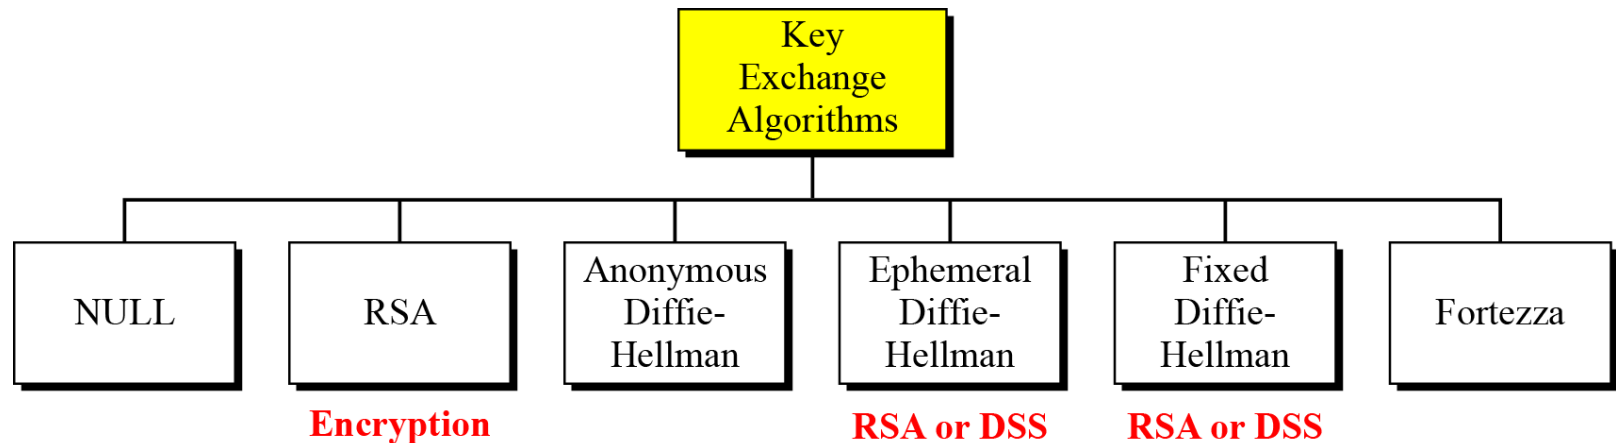 Key
Exchange
Algorithms
NULL
RSA
Anonymous
Diffie-
Hellman
Ephemeral
Diffie-
Hellman
Fixed
Diffie-
Hellman
Fortezza
Encryption
RSA or DSS
RSA or DSS